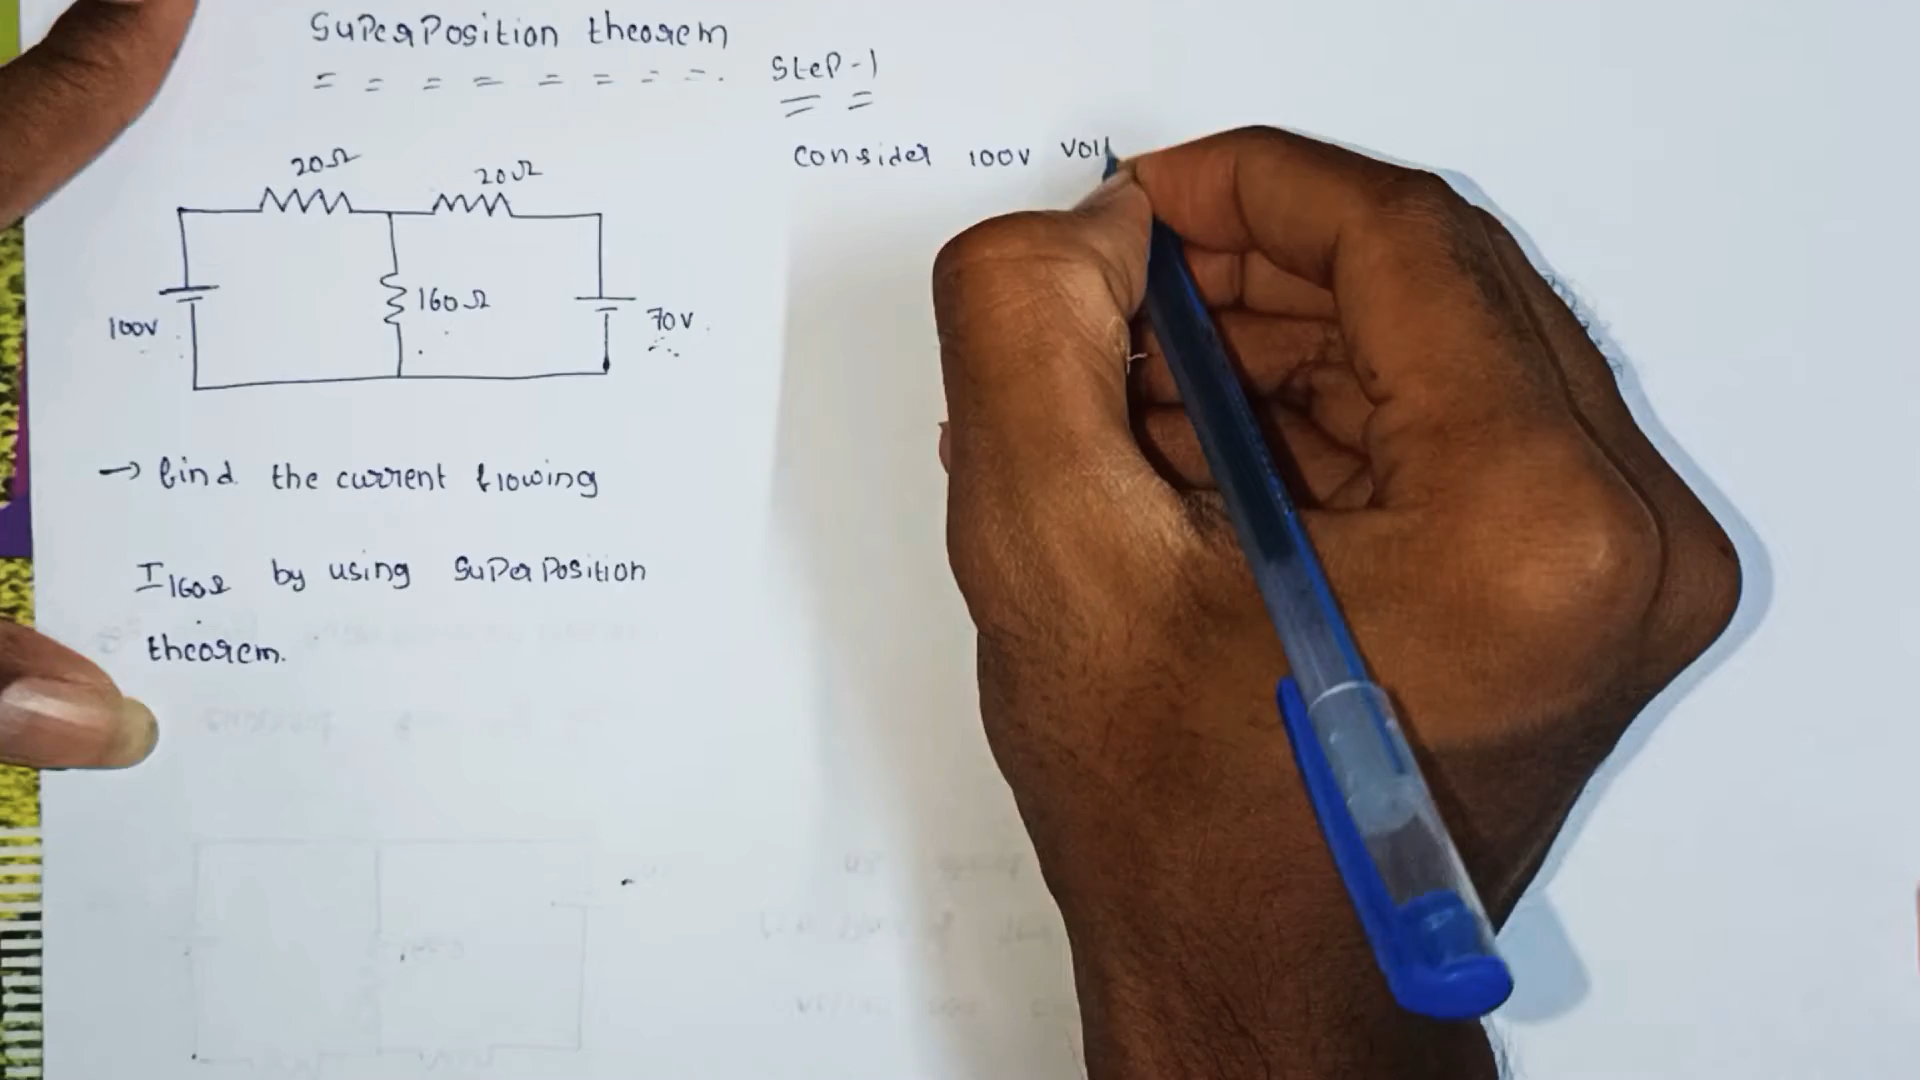 Superposition theorem
Step-1
Consider 100V Vol
20Ω
20Ω
160Ω
100V
70V
→ find the current flowing
I160Ω by using Superposition
theorem.